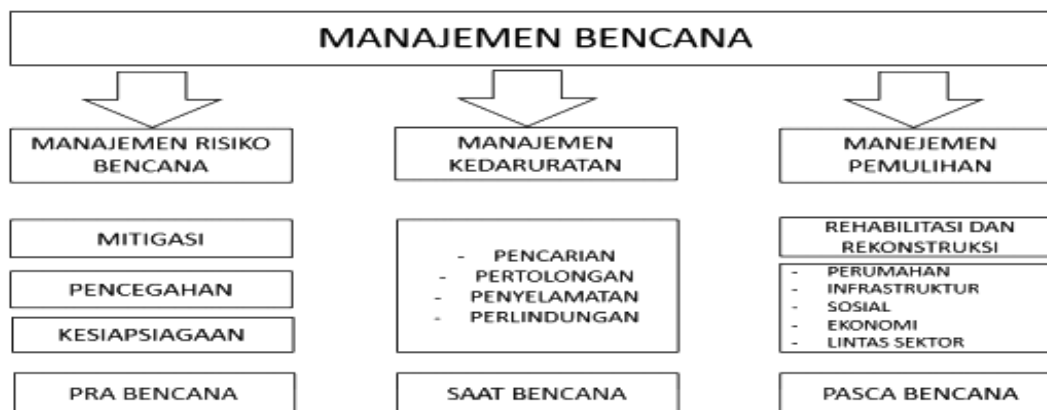 MANAJEMEN BENCANA
MANAJEMEN RISIKO
BENCANA
MANAJEMEN
KEDARURATAN
MANEJEMEN
PEMULIHAN
MITIGASI
PENCEGAHAN
KESIAPSIAGAAN
- PENCARIAN
- PERTOLONGAN
- PENYELAMATAN
- PERLINDUNGAN
REHABILITASI DAN
REKONSTRUKSI
- PERUMAHAN
- INFRASTRUKTUR
- SOSIAL
- EKONOMI
- LINTAS SEKTOR
PRA BENCANA
SAAT BENCANA
PASCA BENCANA